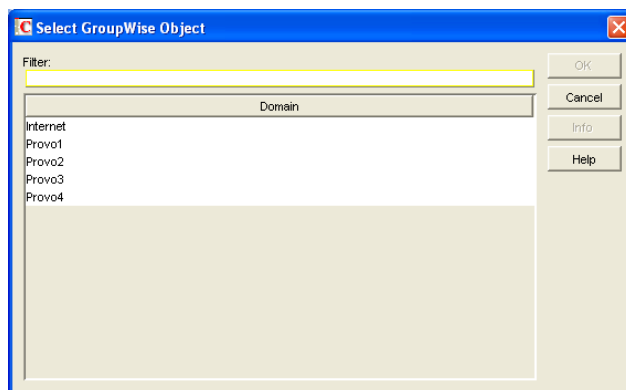 Select GroupWise Object
Filter:
OK
Domain
Cancel
Internet
Info
Provo1
Provo2
Help
Provo3
Provo4